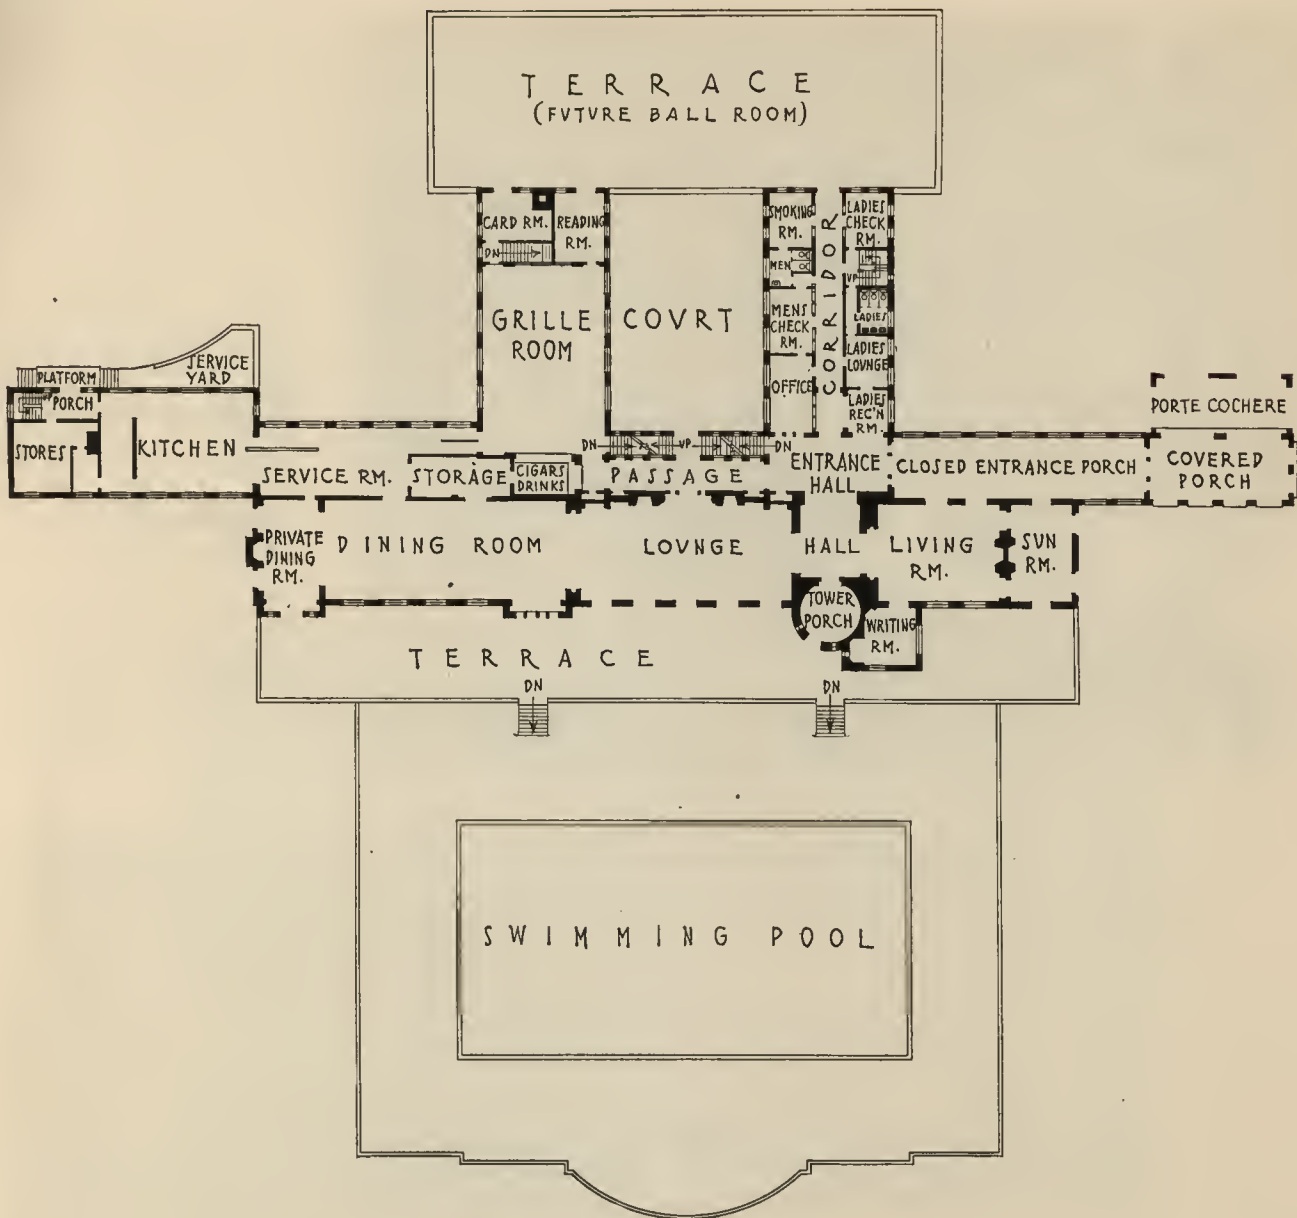 TERRACE
(FVTVRE BALL ROOM)
CARD RM.
READING
RM.
DN
SMOKING
RM.
MEN
MENS
CHECK
RM.
OFFICE
CORRIDOR
LADIES
CHECK
RM.
VP
LADIES
LADIES
LOVNGE
LADIES
REC'N
RM.
GRILLE
ROOM
COVRT
SERVICE
YARD
PLATFORM
PORCH
STORES
KITCHEN
SERVICE RM.
STORAGE
CIGARS
DRINKS
DN
VP
DN
PASSAGE
ENTRANCE
HALL
CLOSED ENTRANCE PORCH
PORTE COCHERE
COVERED
PORCH
PRIVATE
DINING
RM.
DINING ROOM
LOVNGE
HALL
LIVING
RM.
SVN
RM.
TOWER
PORCH
WRITING
RM.
TERRACE
DN
DN
SWIMMING POOL